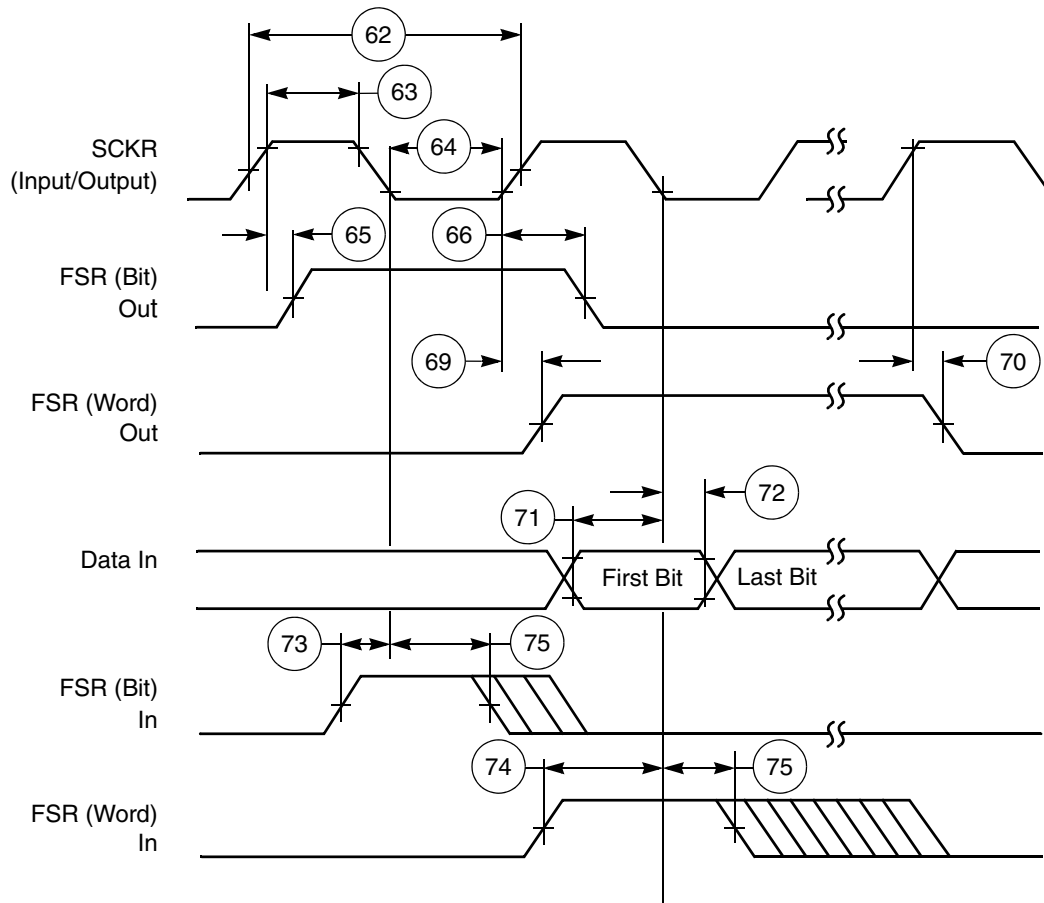 62
63
SCKR
(Input/Output)
64
65
66
FSR (Bit)
Out
69
70
FSR (Word)
Out
71
72
Data In
First Bit
Last Bit
73
75
FSR (Bit)
In
74
75
FSR (Word)
In